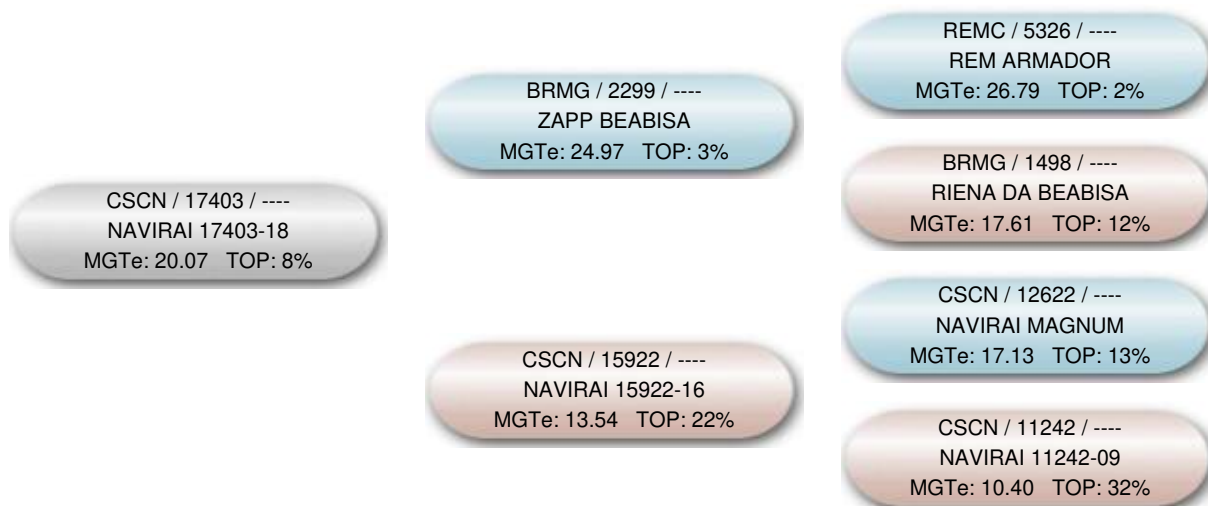 REMC / 5326 / ----
REM ARMADOR
MGTe: 26.79 TOP: 2%
BRMG / 2299 / ----
ZAPP BEABISA
MGTe: 24.97 TOP: 3%
BRMG / 1498 / ----
RIENA DA BEABISA
MGTe: 17.61 TOP: 12%
CSCN / 17403 / ----
NAVIRAI 17403-18
MGTe: 20.07 TOP: 8%
CSCN / 12622 / ----
NAVIRAI MAGNUM
MGTe: 17.13 TOP: 13%
CSCN / 15922 / ----
NAVIRAI 15922-16
MGTe: 13.54 TOP: 22%
CSCN / 11242 / ----
NAVIRAI 11242-09
MGTe: 10.40 TOP: 32%